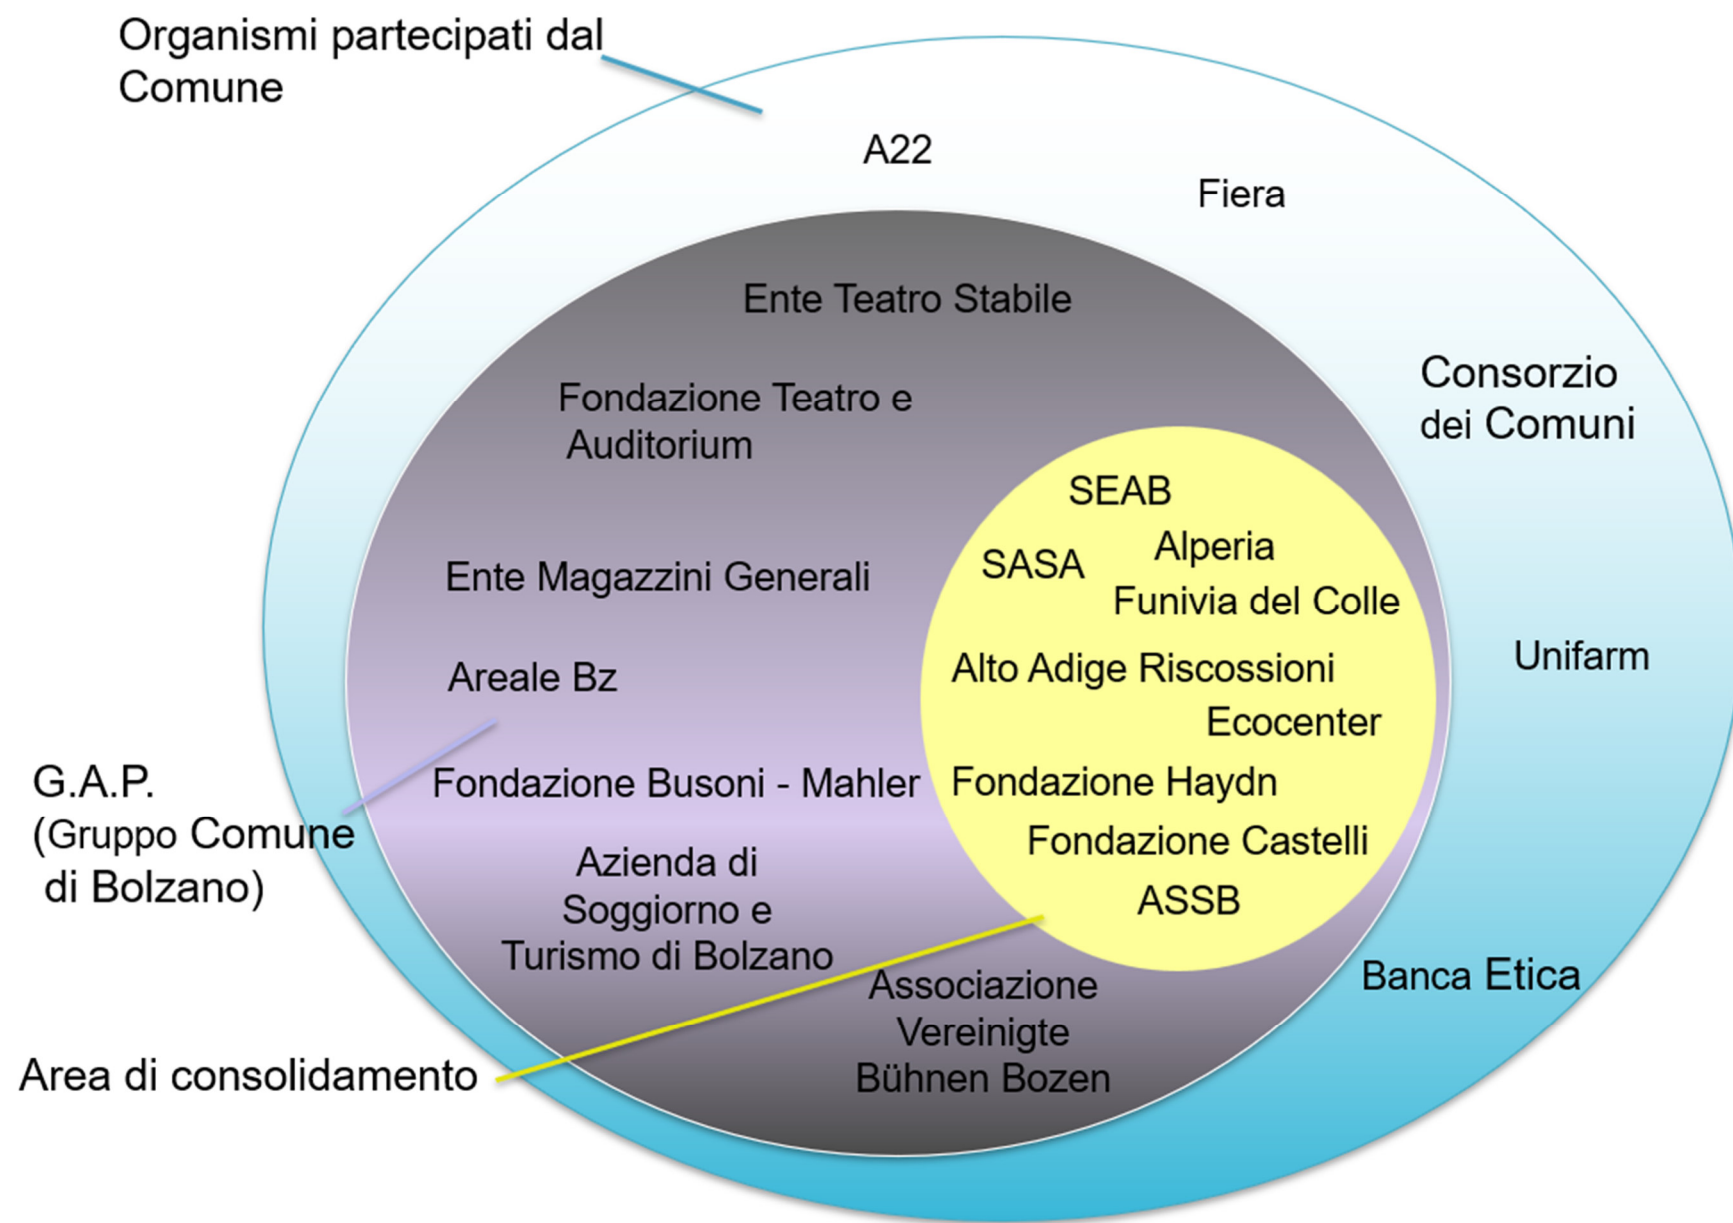 Organismi partecipati dal
Comune
A22
Fiera
Ente Teatro Stabile
Consorzio
dei Comuni
Fondazione Teatro e
Auditorium
SEAB
Alperia
SASA
Ente Magazzini Generali
Funivia del Colle
Unifarm
Alto Adige Riscossioni
Areale Bz
Ecocenter
G.A.P.
(Gruppo Comune
di Bolzano)
Fondazione Busoni - Mahler
Fondazione Haydn
Fondazione Castelli
Azienda di
Soggiorno e
Turismo di Bolzano
ASSB
Banca Etica
Associazione
Vereinigte
Bühnen Bozen
Area di consolidamento